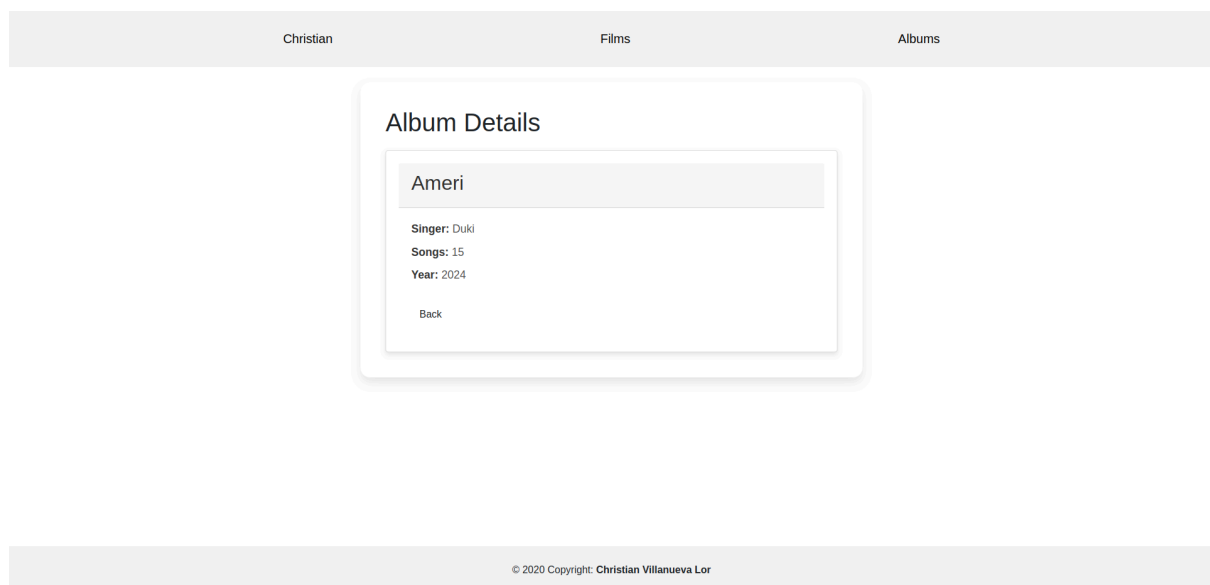 Christian Films Albums
Album Details
Ameri
Singer: Duki
Songs: 15
Year: 2024
Back
© 2020 Copyright: Christian Villanueva Lor